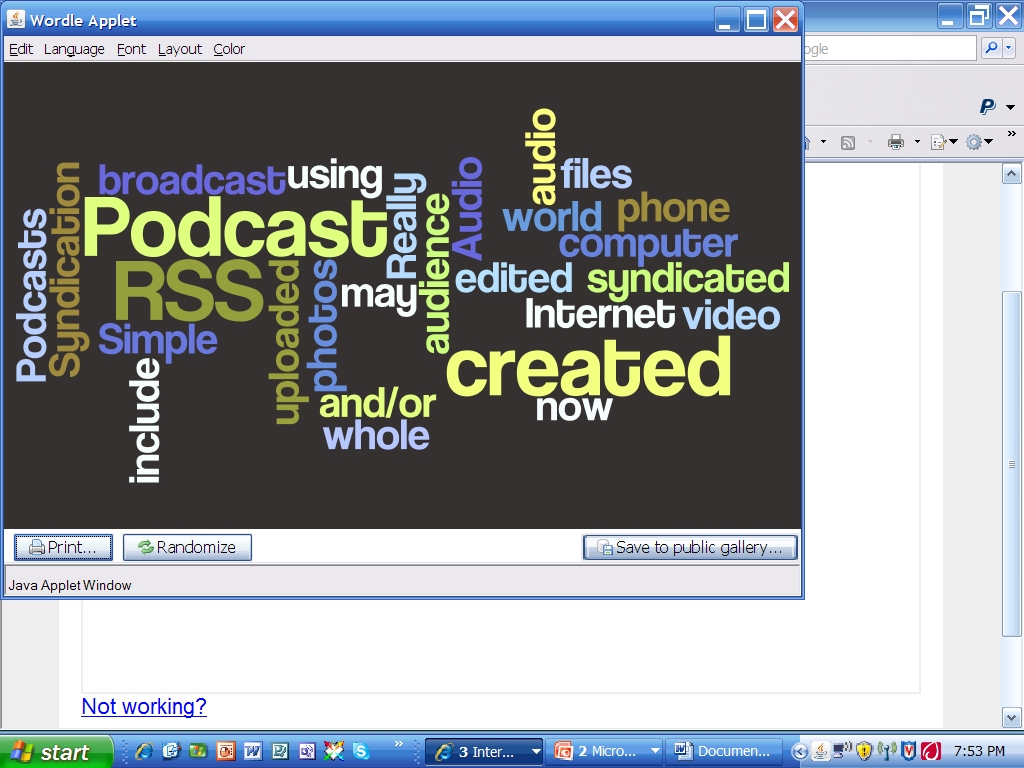 Wordle Applet
Edit Language Font Layout Color
ogle
Podcasts
Syndication
broadcast
using
Podcast
Really
RSS
Simple
include
uploaded
photos
may
audience
Audio
and/or
whole
audio
files
world
phone
computer
edited
syndicated
Internet
video
created
now
Print...
Randomize
Save to public gallery...
Java Applet Window
Not working?
start
3 Inter...
2 Micro...
Documen...
7:53 PM